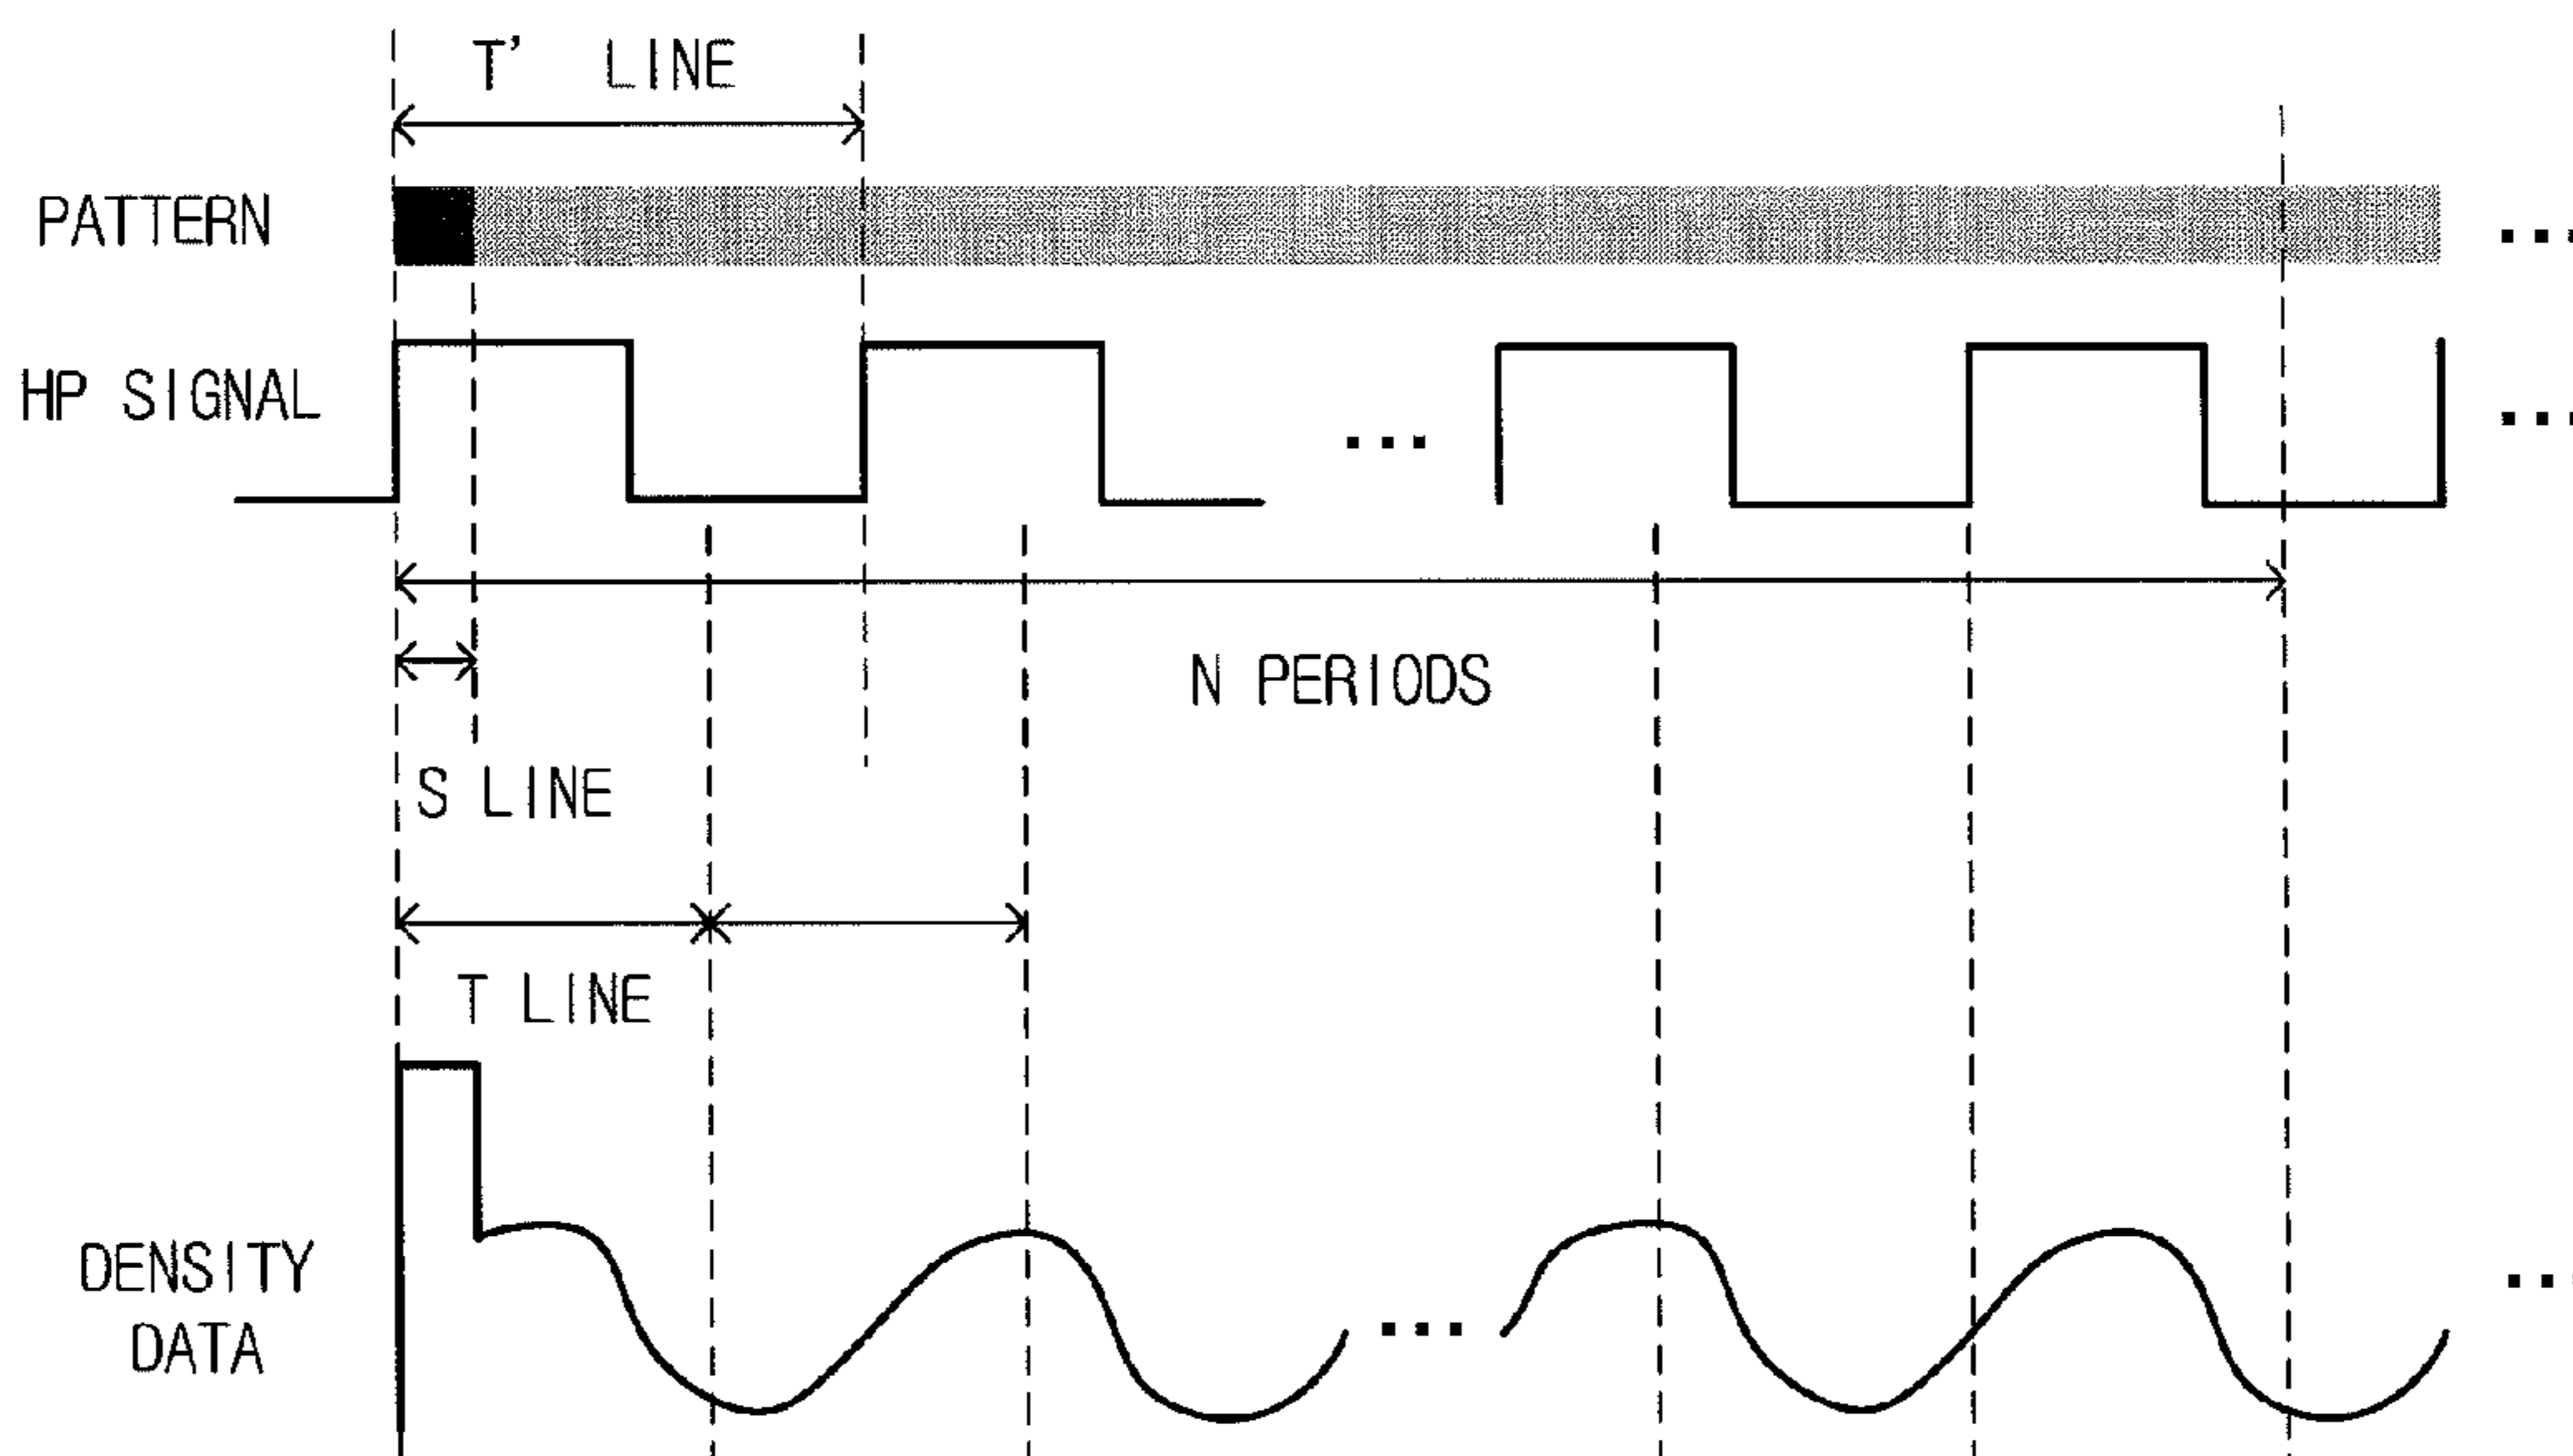 T' LINE
PATTERN
...
HP SIGNAL
...
...
N PERIODS
S LINE
T LINE
DENSITY
DATA
...
...